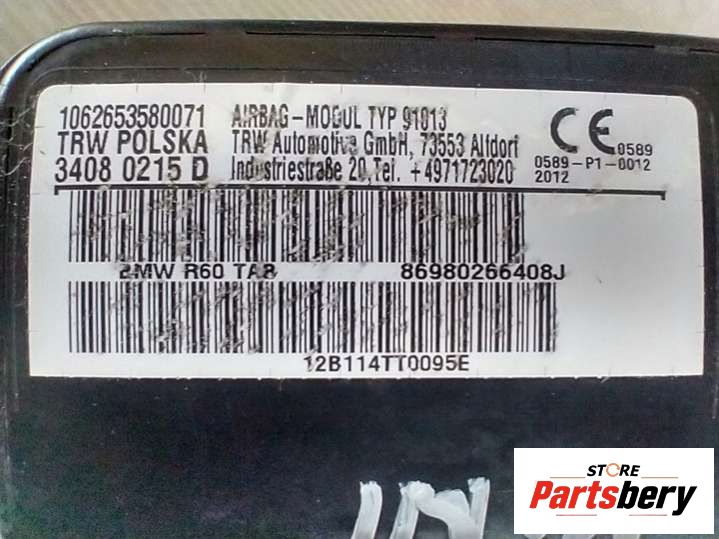 1062653580071 AIRBAG-MODUL TYP 91013
TRW POLSKA TRW Automotive GmbH, 73553 Alfdorf
3408 0215 D Industriestraße 20,Tel. +4971723020
CE 0589
0589-P1-0012
2012
BMW R60 TAB 86980266408J
12B114TT0095E
STORE
Partsbery